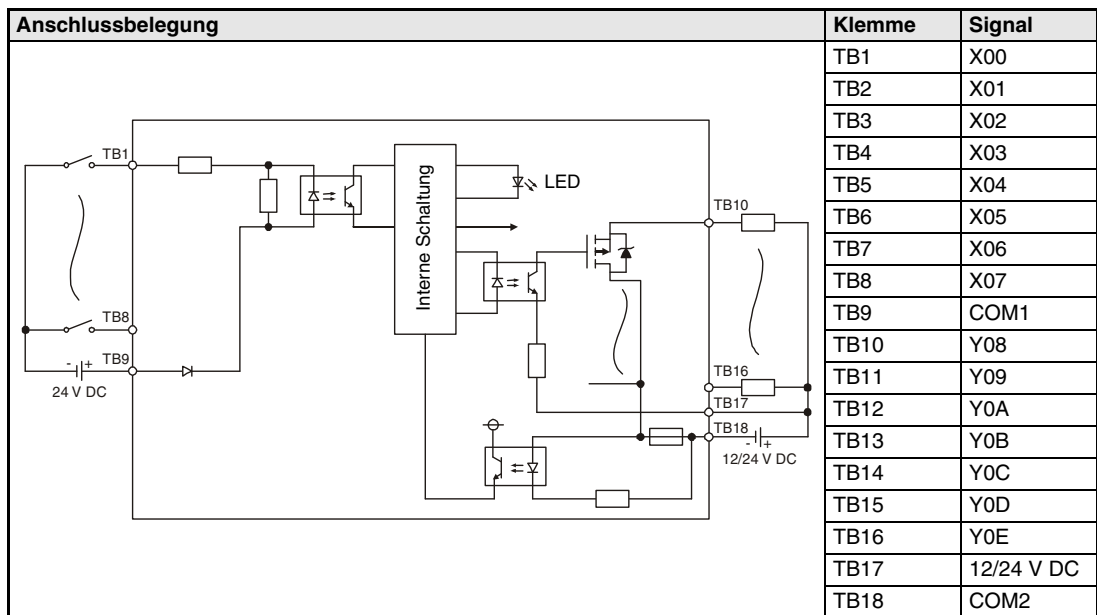 Anschlussbelegung
Klemme Signal
TB1 X00
TB2 X01
TB3 X02
TB4 X03
TB5 X04
TB6 X05
TB7 X06
TB8 X07
TB9 COM1
TB10 Y08
TB11 Y09
TB12 Y0A
TB13 Y0B
TB14 Y0C
TB15 Y0D
TB16 Y0E
TB17 12/24 V DC
TB18 COM2
TB1
TB8
- + TB9
24 V DC
Interne Schaltung
LED
TB10
TB16
TB17
TB18
- +
12/24 V DC